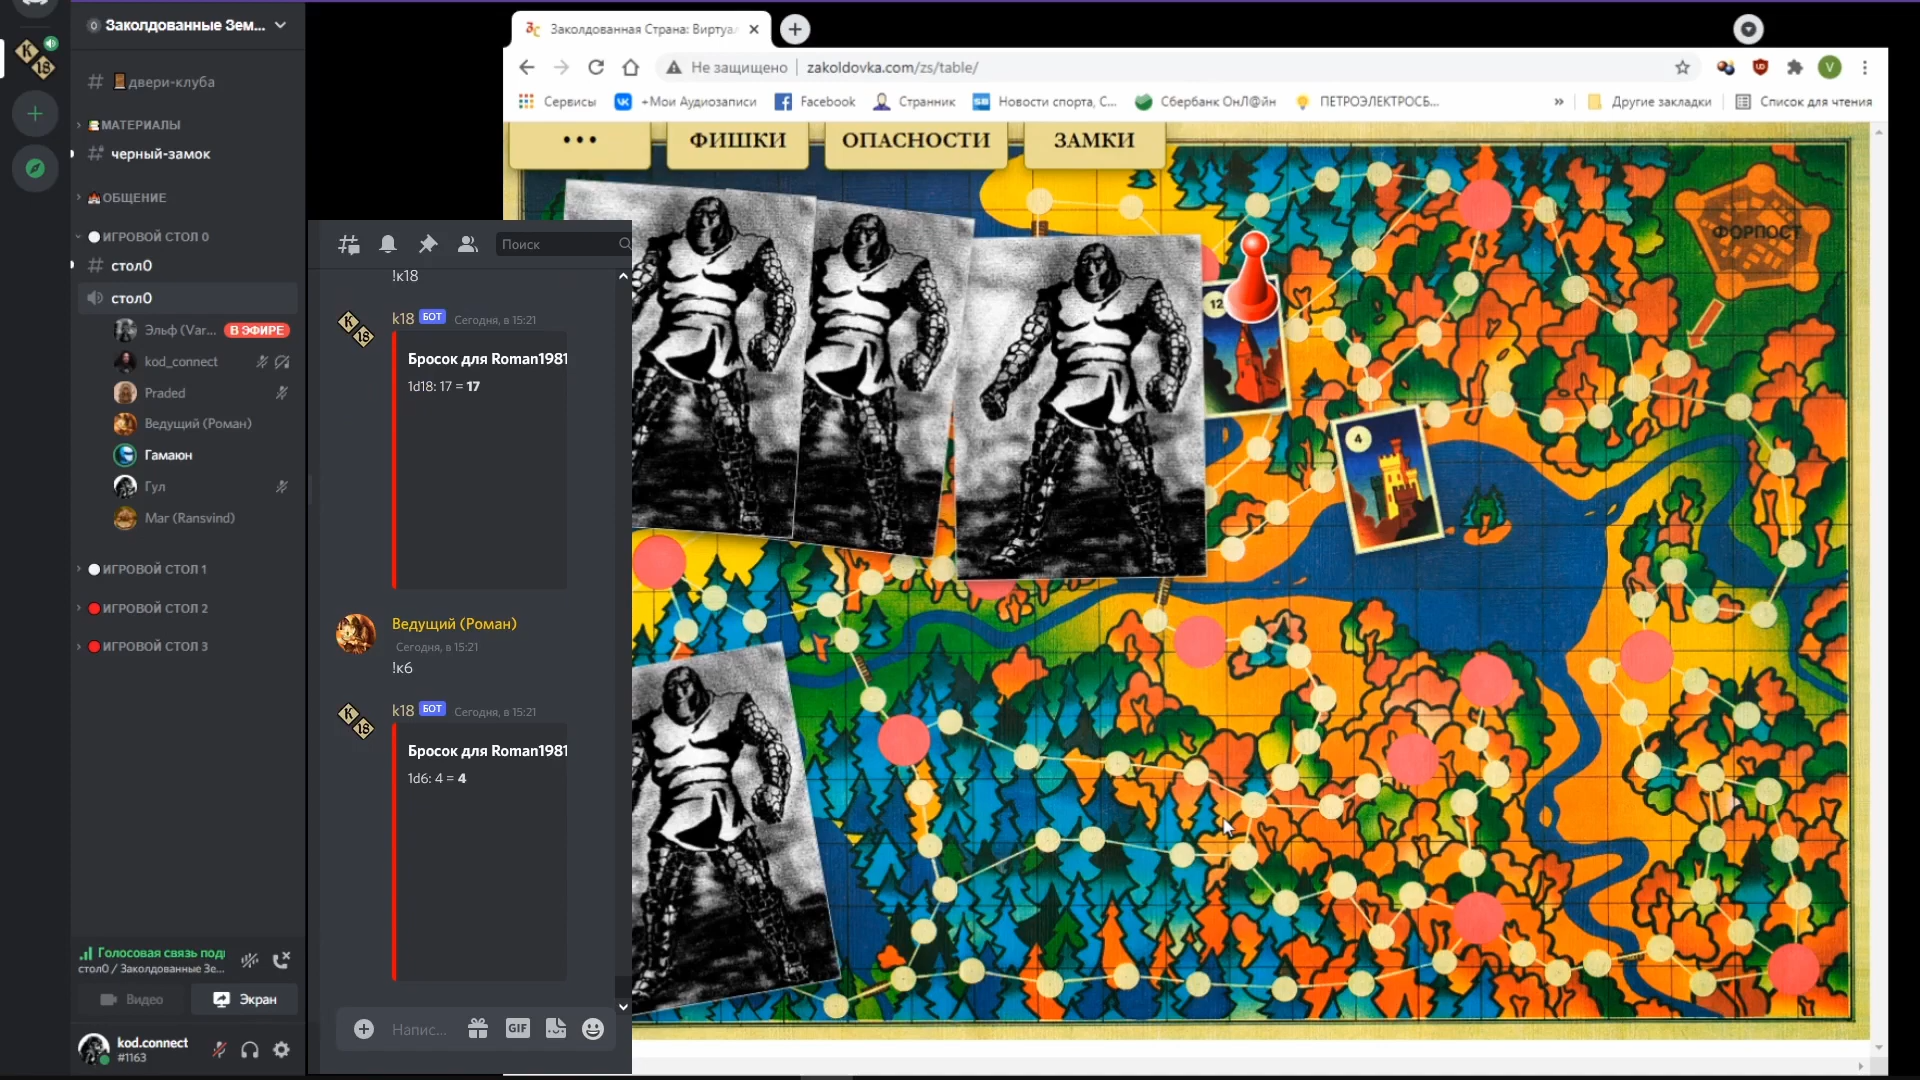 Заколдованные Зем...
двери-клуба
МАТЕРИАЛЫ
черный-замок
ОБЩЕНИЕ
ИГРОВОЙ СТОЛ 0
стол0
стол0
Эльф (Var... В ЭФИРЕ
kod_connect
Praded
Ведущий (Роман)
Гамаюн
Гул
Маг (Ransvind)
ИГРОВОЙ СТОЛ 1
ИГРОВОЙ СТОЛ 2
ИГРОВОЙ СТОЛ 3
Голосовая связь под
стол0 / Заколдованные Зе...
Видео
Экран
kod.connect
#1163
Поиск
!к18
k18 БОТ Сегодня, в 15:21
Бросок для Roman1981
1d18: 17 = 17
Ведущий (Роман)
Сегодня, в 15:21
!к6
k18 БОТ Сегодня, в 15:21
Бросок для Roman1981
1d6: 4 = 4
Напис...
GIF
Заколдованная Страна: Виртуа
Не защищено zakoldovka.com/zs/table/
V
Сервисы +Мои Аудиозаписи Facebook Странник Новости спорта, С... Сбербанк ОнЛ@йн ПЕТРОЭЛЕКТРОСБ... » Другие закладки Список для чтения
••• ФИШКИ ОПАСНОСТИ ЗАМКИ
ФОРПОСТ
12
4